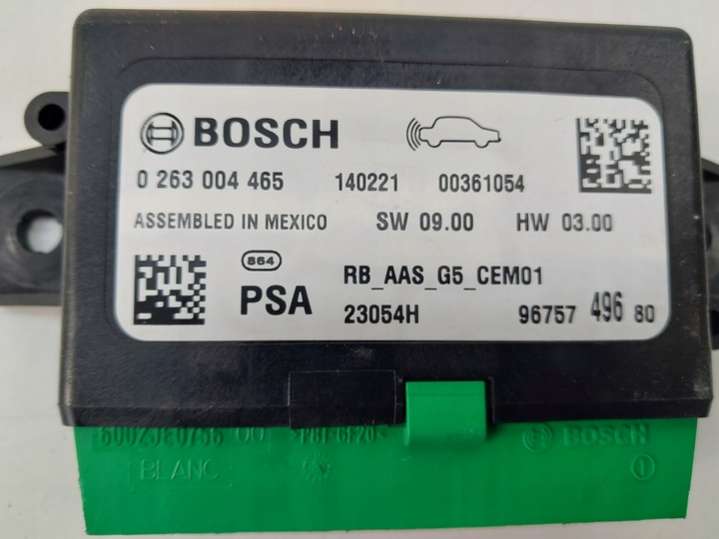 BOSCH
0 263 004 465 140221 00361054
ASSEMBLED IN MEXICO SW 09.00 HW 03.00
864 RB_AAS_G5_CEM01
PSA 23054H 96757 496 80
BOSCH
BLANC 1